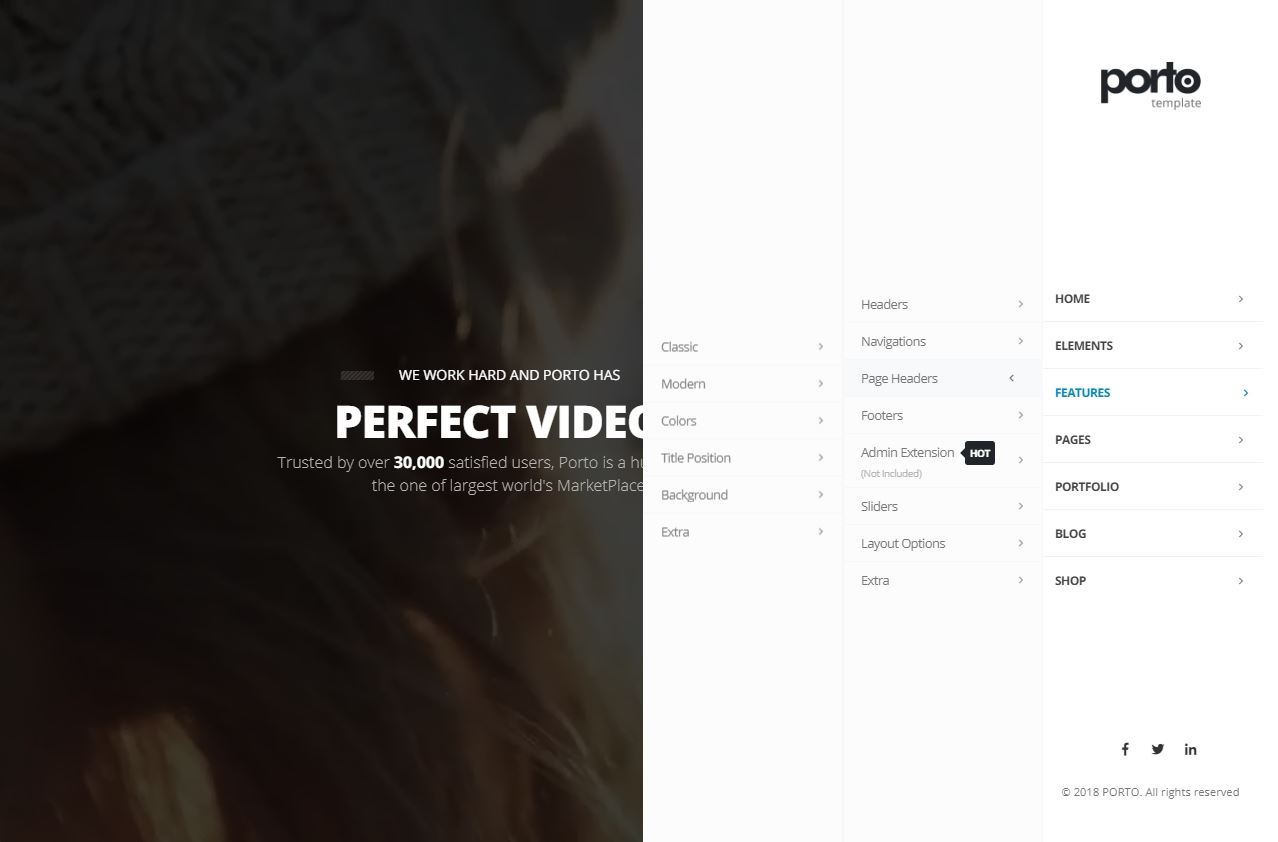 WE WORK HARD AND PORTO HAS
PERFECT VIDEO
Trusted by over 30,000 satisfied users, Porto is a hu
the one of largest world's MarketPlace
Classic
Modern
Colors
Title Position
Background
Extra
Headers
Navigations
Page Headers
Footers
Admin Extension HOT
(Not Included)
Sliders
Layout Options
Extra
porto
template
HOME
ELEMENTS
FEATURES
PAGES
PORTFOLIO
BLOG
SHOP
© 2018 PORTO. All rights reserved